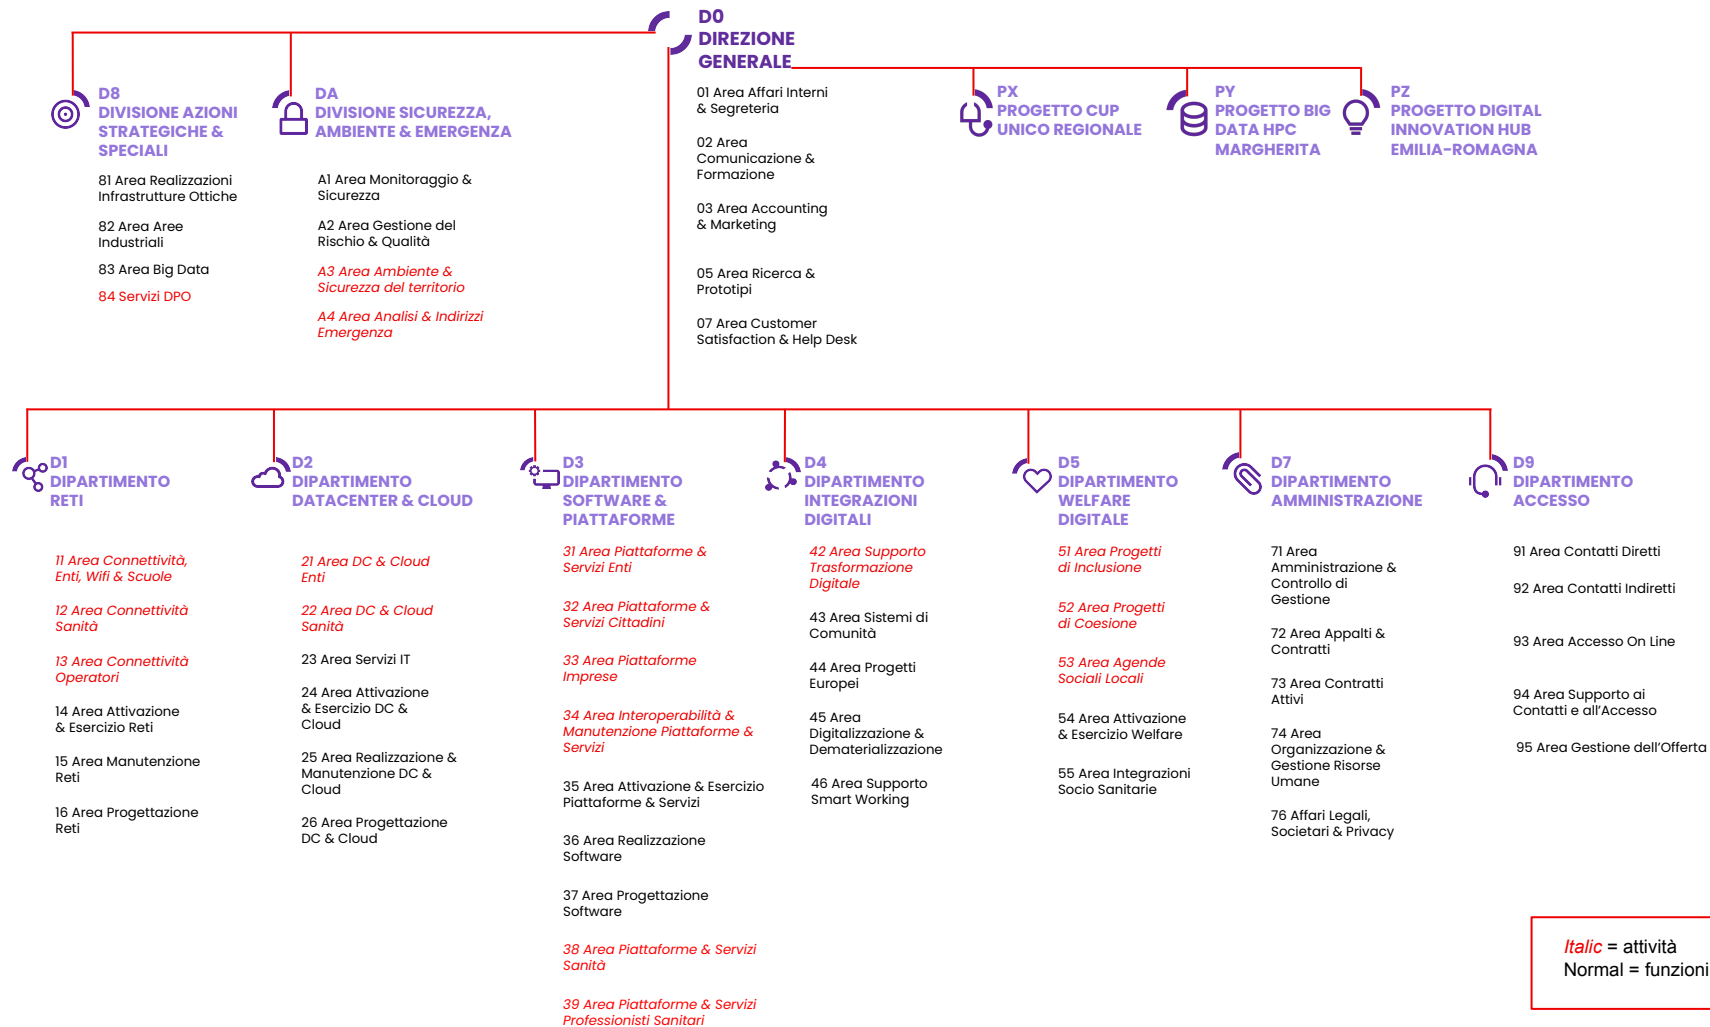 D0
DIREZIONE
GENERALE
01 Area Affari Interni
& Segreteria
02 Area
Comunicazione &
Formazione
03 Area Accounting
& Marketing
05 Area Ricerca &
Prototipi
07 Area Customer
Satisfaction & Help Desk
D8
DIVISIONE AZIONI
STRATEGICHE &
SPECIALI
81 Area Realizzazioni
Infrastrutture Ottiche
82 Area Aree
Industriali
83 Area Big Data
84 Servizi DPO
DA
DIVISIONE SICUREZZA,
AMBIENTE & EMERGENZA
A1 Area Monitoraggio &
Sicurezza
A2 Area Gestione del
Rischio & Qualità
A3 Area Ambiente &
Sicurezza del territorio
A4 Area Analisi & Indirizzi
Emergenza
PX
PROGETTO CUP
UNICO REGIONALE
PY
PROGETTO BIG
DATA HPC
MARGHERITA
PZ
PROGETTO DIGITAL
INNOVATION HUB
EMILIA-ROMAGNA
D1
DIPARTIMENTO
RETI
11 Area Connettività,
Enti, Wifi & Scuole
12 Area Connettività
Sanità
13 Area Connettività
Operatori
14 Area Attivazione
& Esercizio Reti
15 Area Manutenzione
Reti
16 Area Progettazione
Reti
D2
DIPARTIMENTO
DATACENTER & CLOUD
21 Area DC & Cloud
Enti
22 Area DC & Cloud
Sanità
23 Area Servizi IT
24 Area Attivazione
& Esercizio DC &
Cloud
25 Area Realizzazione &
Manutenzione DC &
Cloud
26 Area Progettazione
DC & Cloud
D3
DIPARTIMENTO
SOFTWARE &
PIATTAFORME
31 Area Piattaforme &
Servizi Enti
32 Area Piattaforme &
Servizi Cittadini
33 Area Piattaforme
Imprese
34 Area Interoperabilità &
Manutenzione Piattaforme &
Servizi
35 Area Attivazione & Esercizio
Piattaforme & Servizi
36 Area Realizzazione
Software
37 Area Progettazione
Software
38 Area Piattaforme & Servizi
Sanità
39 Area Piattaforme & Servizi
Professionisti Sanitari
D4
DIPARTIMENTO
INTEGRAZIONI
DIGITALI
42 Area Supporto
Trasformazione
Digitale
43 Area Sistemi di
Comunità
44 Area Progetti
Europei
45 Area
Digitalizzazione &
Dematerializzazione
46 Area Supporto
Smart Working
D5
DIPARTIMENTO
WELFARE
DIGITALE
51 Area Progetti
di Inclusione
52 Area Progetti
di Coesione
53 Area Agende
Sociali Locali
54 Area Attivazione
& Esercizio Welfare
55 Area Integrazioni
Socio Sanitarie
D7
DIPARTIMENTO
AMMINISTRAZIONE
71 Area
Amministrazione &
Controllo di
Gestione
72 Area Appalti &
Contratti
73 Area Contratti
Attivi
74 Area
Organizzazione &
Gestione Risorse
Umane
76 Affari Legali,
Societari & Privacy
D9
DIPARTIMENTO
ACCESSO
91 Area Contatti Diretti
92 Area Contatti Indiretti
93 Area Accesso On Line
94 Area Supporto ai
Contatti e all’Accesso
95 Area Gestione dell’Offerta
Italic = attività
Normal = funzioni